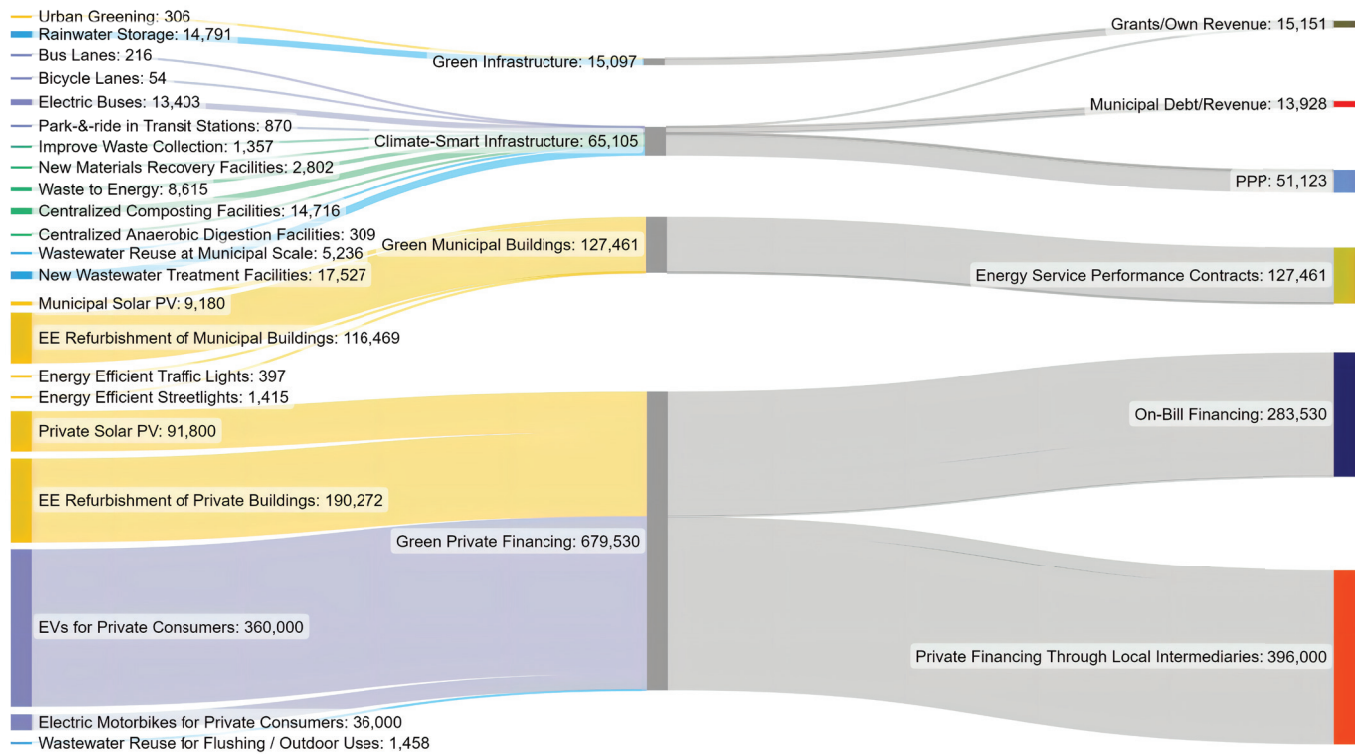 Urban Greening: 306
Rainwater Storage: 14,791
Bus Lanes: 216
Bicycle Lanes: 54
Electric Buses: 13,403
Park-&-ride in Transit Stations: 870
Improve Waste Collection: 1,357
New Materials Recovery Facilities: 2,802
Waste to Energy: 8,615
Centralized Composting Facilities: 14,716
Centralized Anaerobic Digestion Facilities: 309
Wastewater Reuse at Municipal Scale: 5,236
New Wastewater Treatment Facilities: 17,527
Municipal Solar PV: 9,180
EE Refurbishment of Municipal Buildings: 116,469
Energy Efficient Traffic Lights: 397
Energy Efficient Streetlights: 1,415
Private Solar PV: 91,800
EE Refurbishment of Private Buildings: 190,272
EVs for Private Consumers: 360,000
Electric Motorbikes for Private Consumers: 36,000
Wastewater Reuse for Flushing / Outdoor Uses: 1,458
Green Infrastructure: 15,097
Climate-Smart Infrastructure: 65,105
Green Municipal Buildings: 127,461
Green Private Financing: 679,530
Grants/Own Revenue: 15,151
Municipal Debt/Revenue: 13,928
PPP: 51,123
Energy Service Performance Contracts: 127,461
On-Bill Financing: 283,530
Private Financing Through Local Intermediaries: 396,000